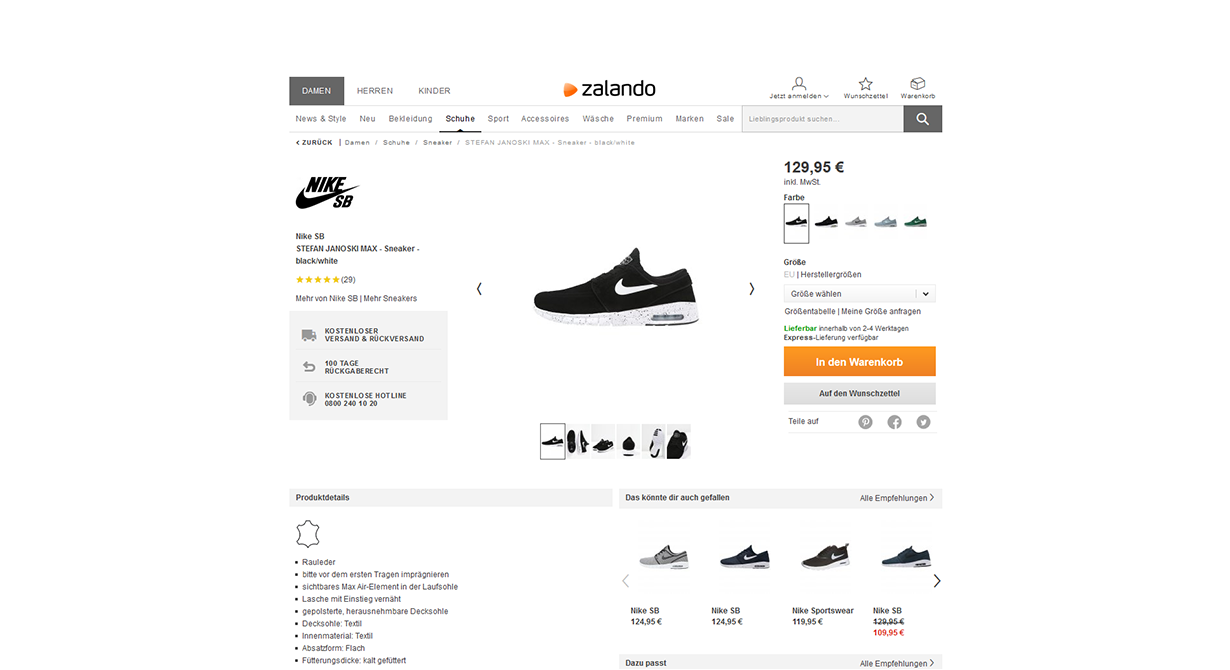 DAMEN HERREN KINDER zalando Jetzt anmelden Wunschzettel Warenkorb
News & Style Neu Bekleidung Schuhe Sport Accessoires Wäsche Premium Marken Sale Lieblingsprodukt suchen...
ZURÜCK | Damen / Schuhe / Sneaker / STEFAN JANOSKI MAX - Sneaker - black/white
NIKE
SB
Nike SB
STEFAN JANOSKI MAX - Sneaker -
black/white
(29)
Mehr von Nike SB | Mehr Sneakers
KOSTENLOSER
VERSAND & RÜCKVERSAND
100 TAGE
RÜCKGABERECHT
KOSTENLOSE HOTLINE
0800 240 10 20
129,95 €
inkl. MwSt.
Farbe
Größe
EU | Herstellergrößen
Größe wählen
Größentabelle | Meine Größe anfragen
Lieferbar innerhalb von 2-4 Werktagen
Express-Lieferung verfügbar
In den Warenkorb
Auf den Wunschzettel
Teile auf
Produktdetails
Rauleder
bitte vor dem ersten Tragen imprägnieren
sichtbares Max Air-Element in der Laufsohle
Lasche mit Einstieg vernäht
gepolsterte, herausnehmbare Decksohle
Decksohle: Textil
Innenmaterial: Textil
Absatzform: Flach
Fütterungsdicke: kalt gefüttert
Das könnte dir auch gefallen Alle Empfehlungen
Nike SB Nike SB Nike Sportswear Nike SB
124,95 € 124,95 € 119,95 € 129,95 €
109,95 €
Dazu passt Alle Empfehlungen